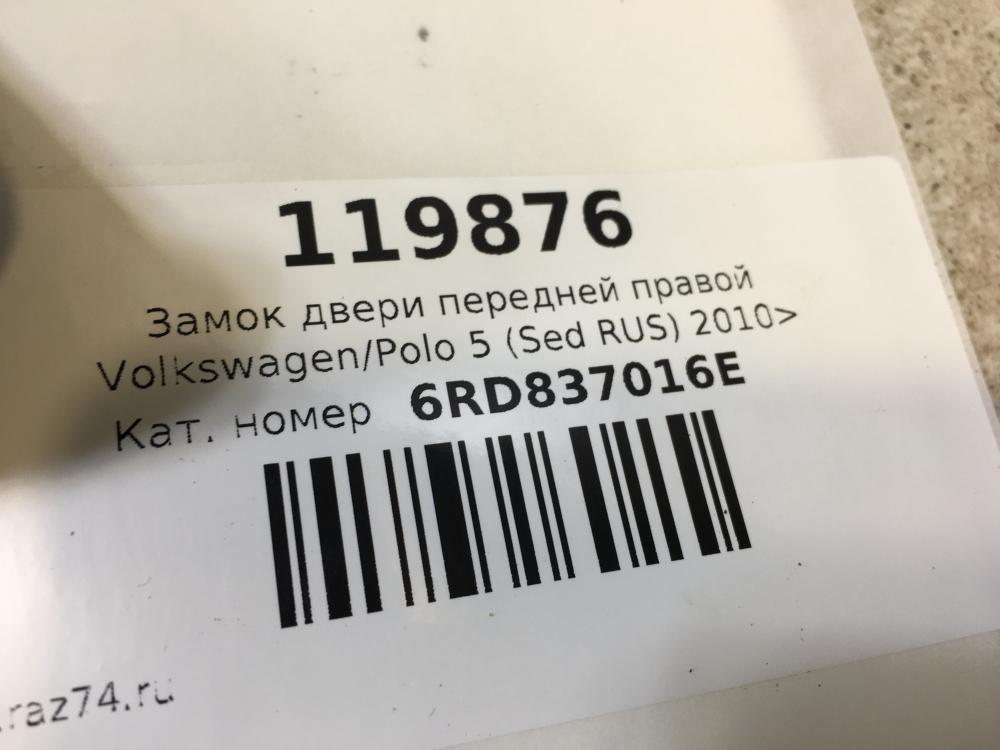 119876
Замок двери передней правой
Volkswagen/Polo 5 (Sed RUS) 2010>
Кат. номер 6RD837016E
.raz74.ru